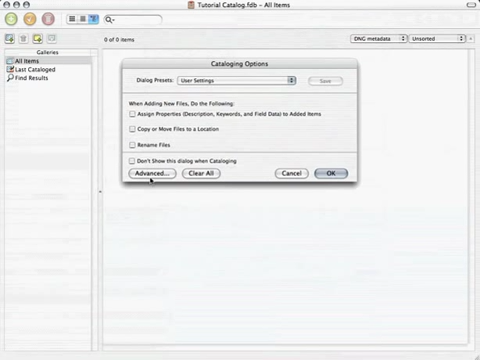 Tutorial Catalog.fdb - All Items
0 of 0 items
DNG metadata
Unsorted
Galleries
All Items
Last Cataloged
Find Results
Cataloging Options
Dialog Presets:
User Settings
Save
When Adding New Files, Do the Following:
Assign Properties (Description, Keywords, and Field Data) to Added Items
Copy or Move Files to a Location
Rename Files
Don't Show this dialog when Cataloging
Advanced...
Clear All
Cancel
OK